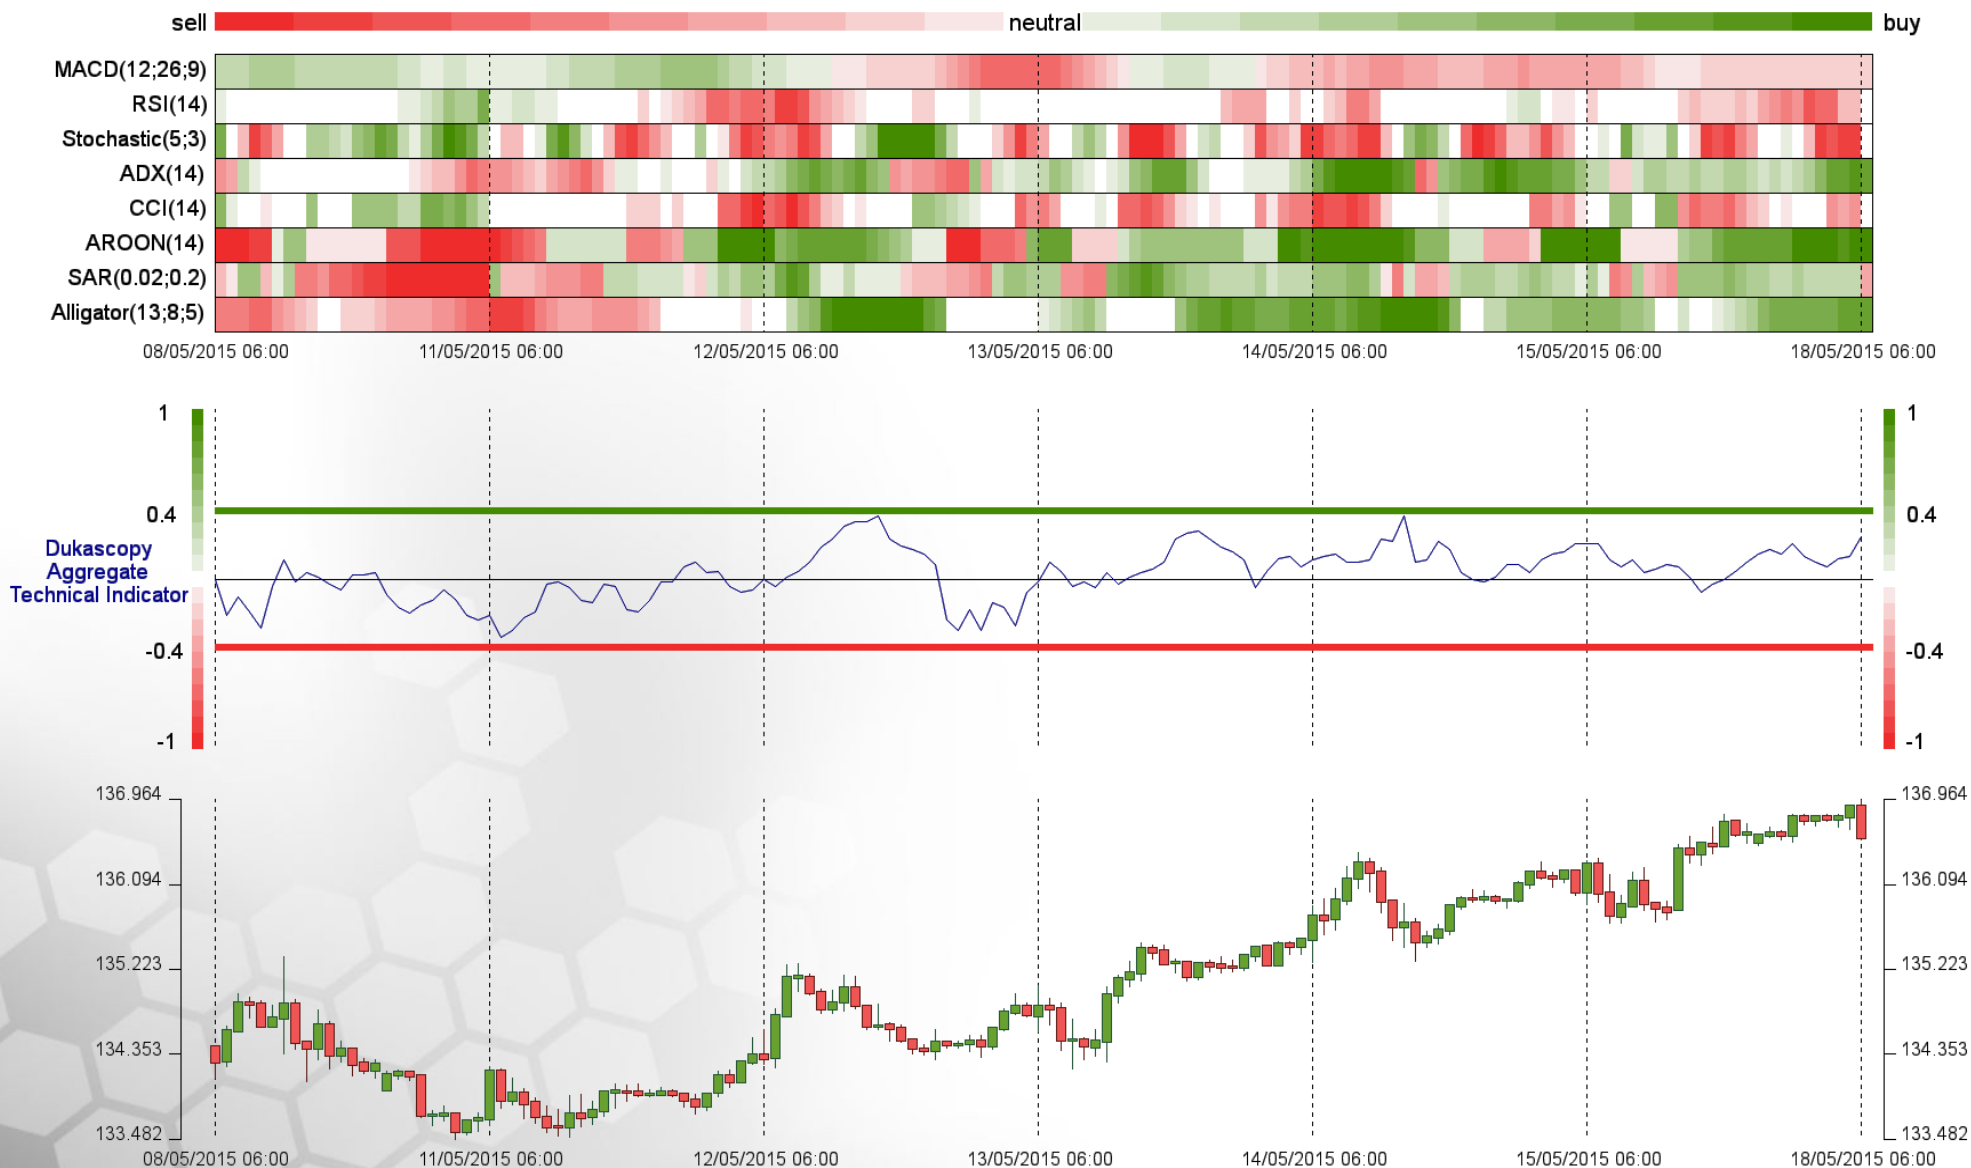 sell neutral buy
MACD(12;26;9)
RSI(14)
Stochastic(5;3)
ADX(14)
CCI(14)
AROON(14)
SAR(0.02;0.2)
Alligator(13;8;5)
08/05/2015 06:00 11/05/2015 06:00 12/05/2015 06:00 13/05/2015 06:00 14/05/2015 06:00 15/05/2015 06:00 18/05/2015 06:00
1 1
0.4 0.4
Dukascopy
Aggregate
Technical Indicator
-0.4 -0.4
-1 -1
136.964 136.964
136.094 136.094
135.223 135.223
134.353 134.353
133.482 133.482
08/05/2015 06:00 11/05/2015 06:00 12/05/2015 06:00 13/05/2015 06:00 14/05/2015 06:00 15/05/2015 06:00 18/05/2015 06:00